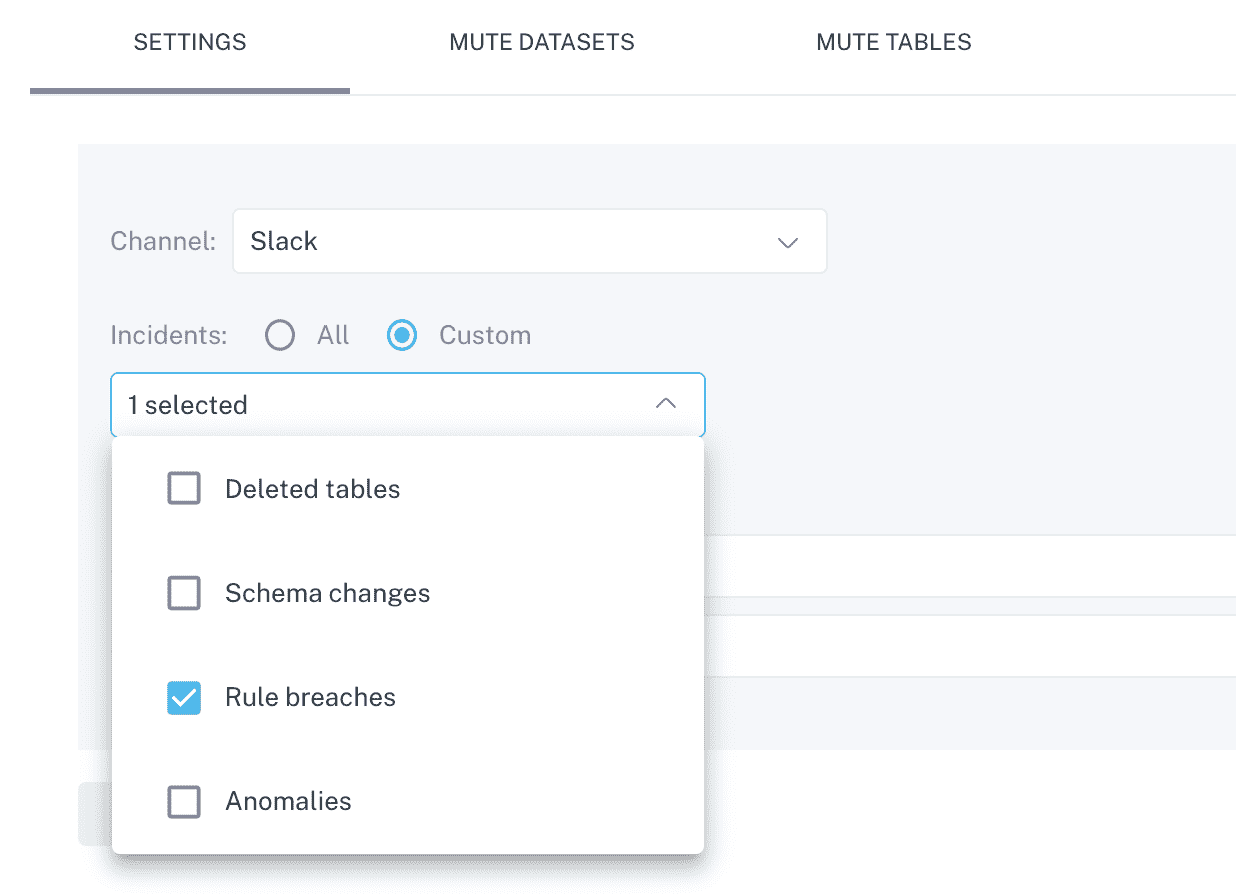 SETTINGS MUTE DATASETS MUTE TABLES
Channel: Slack
Incidents: All Custom
1 selected
Deleted tables
Schema changes
Rule breaches
Anomalies